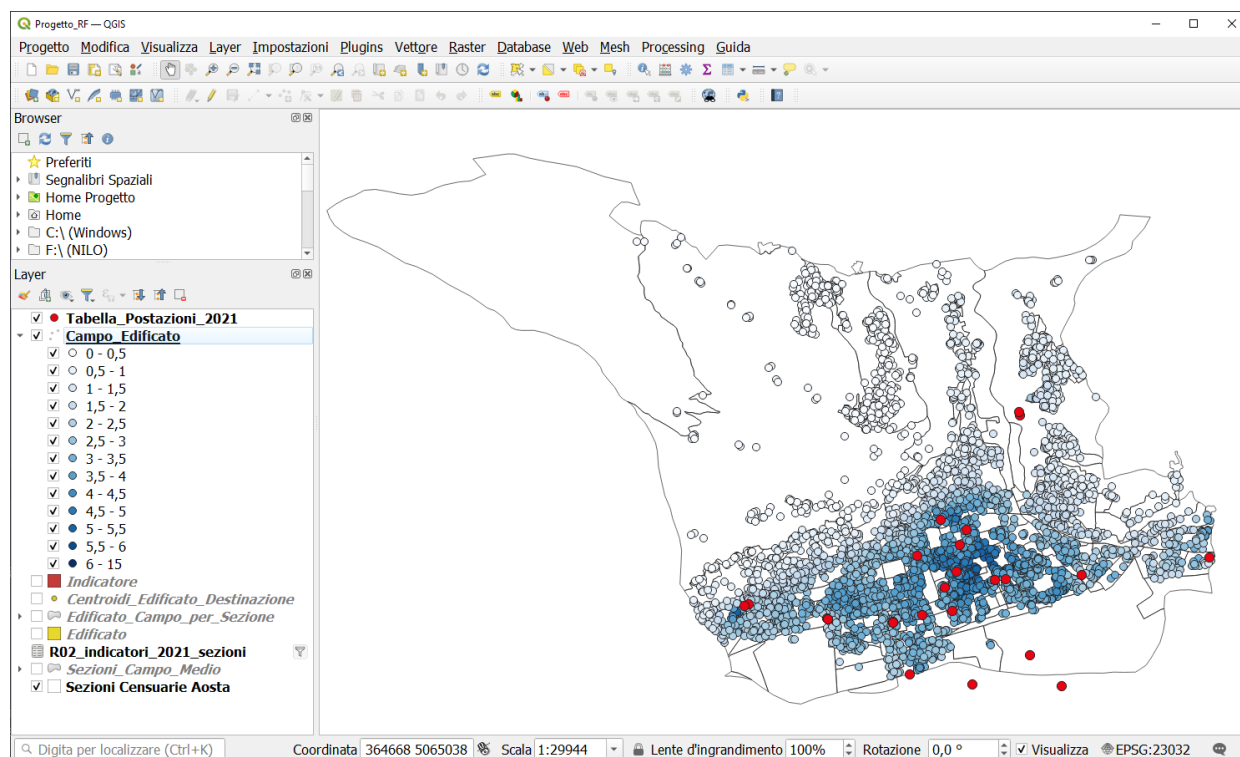 Progetto_RF — QGIS
Progetto Modifica Visualizza Layer Impostazioni Plugins Vettore Raster Database Web Mesh Processing Guida
Browser
Preferiti
Segnalibri Spaziali
Home Progetto
Home
C:\ (Windows)
F:\ (NILO)
Layer
Tabella_Postazioni_2021
Campo_Edificato
0 - 0,5
0,5 - 1
1 - 1,5
1,5 - 2
2 - 2,5
2,5 - 3
3 - 3,5
3,5 - 4
4 - 4,5
4,5 - 5
5 - 5,5
5,5 - 6
6 - 15
Indicatore
Centroidi_Edificato_Destinazione
Edificato_Campo_per_Sezione
Edificato
R02_indicatori_2021_sezioni
Sezioni_Campo_Medio
Sezioni Censuarie Aosta
Digita per localizzare (Ctrl+K) Coordinata 364668 5065038 Scala 1:29944 Lente d'ingrandimento 100% Rotazione 0,0 ° Visualizza EPSG:23032